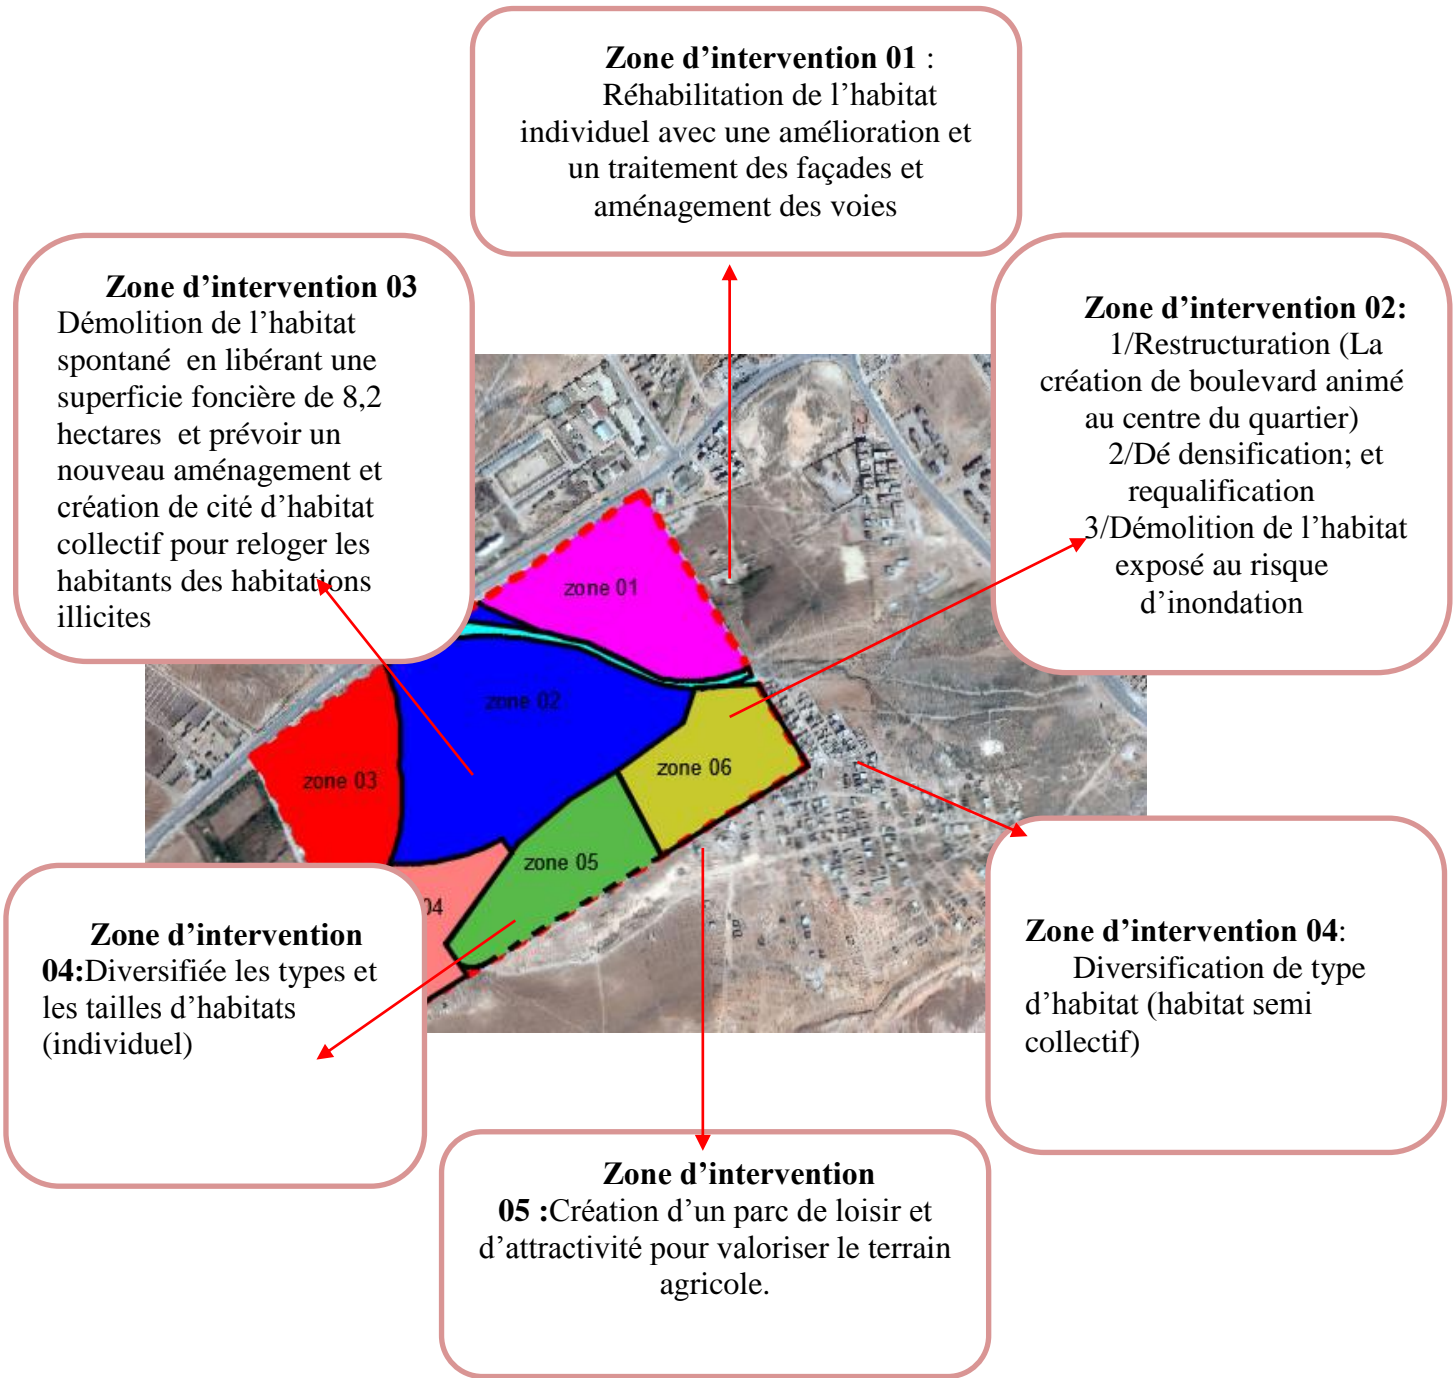 Zone d’intervention 01 :
Réhabilitation de l’habitat
individuel avec une amélioration et
un traitement des façades et
aménagement des voies
Zone d’intervention 03
Démolition de l’habitat
spontané en libérant une
superficie foncière de 8,2
hectares et prévoir un
nouveau aménagement et
création de cité d’habitat
collectif pour reloger les
habitants des habitations
illicites
Zone d’intervention 02:
1/Restructuration (La
création de boulevard animé
au centre du quartier)
2/Dé densification; et
requalification
3/Démolition de l’habitat
exposé au risque
d’inondation
zone 01
zone 02
zone 03
zone 06
zone 05
04
Zone d’intervention
04:Diversifiée les types et
les tailles d’habitats
(individuel)
Zone d’intervention 04:
Diversification de type
d’habitat (habitat semi
collectif)
Zone d’intervention
05 :Création d’un parc de loisir et
d’attractivité pour valoriser le terrain
agricole.